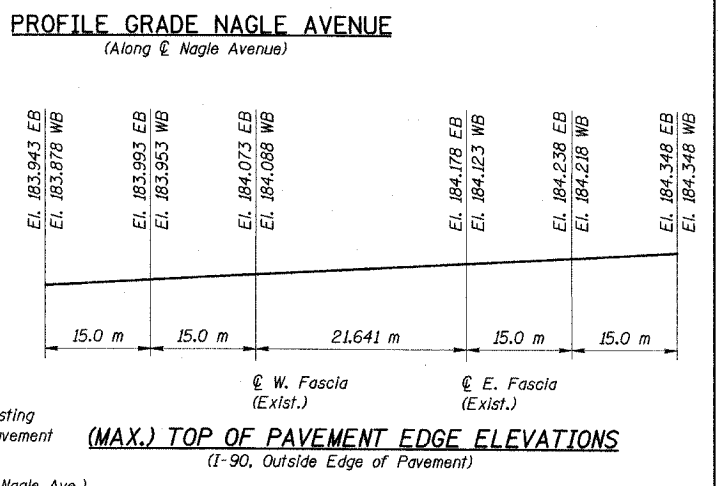 PROFILE GRADE NAGLE AVENUE
(Along ℄ Nagle Avenue)
El. 183.943 EB
El. 183.878 WB
El. 183.993 EB
El. 183.953 WB
El. 184.073 EB
El. 184.088 WB
El. 184.178 EB
El. 184.123 WB
El. 184.238 EB
El. 184.218 WB
El. 184.348 EB
El. 184.348 WB
15.0 m
15.0 m
21.641 m
15.0 m
15.0 m
℄ W. Fascia
(Exist.)
℄ E. Fascia
(Exist.)
sting
avement
(MAX.) TOP OF PAVEMENT EDGE ELEVATIONS
(I-90, Outside Edge of Pavement)
Nagle Ave.)